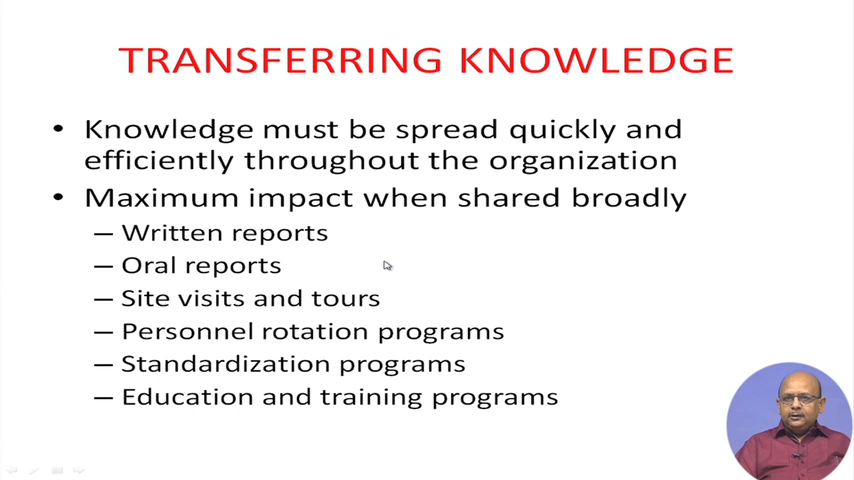 TRANSFERRING KNOWLEDGE
• Knowledge must be spread quickly and
efficiently throughout the organization
• Maximum impact when shared broadly
– Written reports
– Oral reports
– Site visits and tours
– Personnel rotation programs
– Standardization programs
– Education and training programs